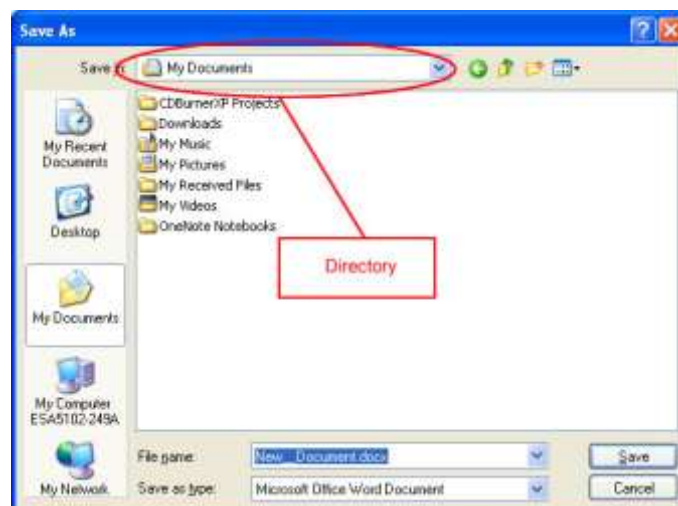 Save As
Save in:
My Documents
CDBurnerXP Projects
Downloads
My Music
My Pictures
My Received Files
My Videos
OneNote Notebooks
My Recent
Documents
Desktop
My Documents
My Computer
ESA5102-249A
My Network
Directory
File name:
New__Document.docx
Save
Save as type:
Microsoft Office Word Document
Cancel